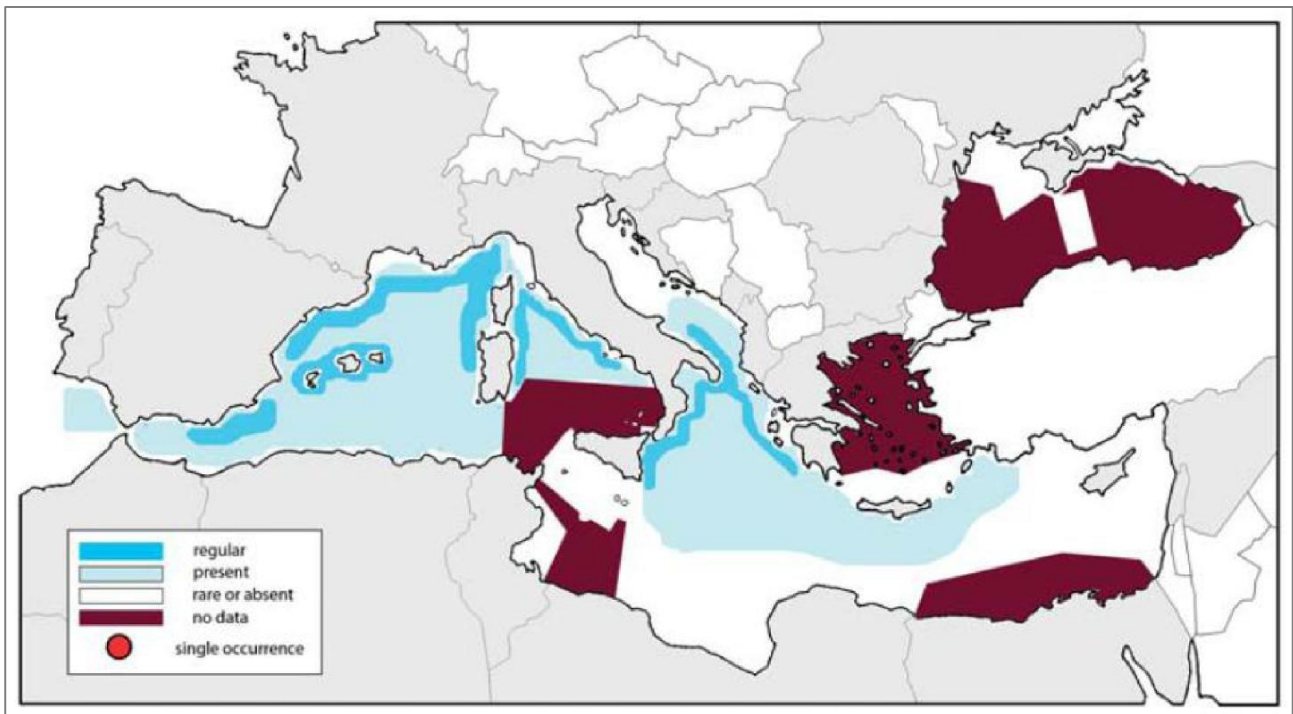 regular
present
rare or absent
no data
single occurrence